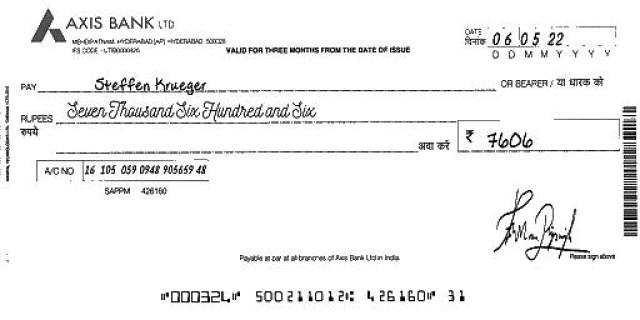 AXIS BANK LTD
MEHDIPATNAM, HYDERABAD [AP] HYDERABAD 500028
IFS CODE - UTIB0000426
VALID FOR THREE MONTHS FROM THE DATE OF ISSUE
DATE दिनांक 06 05 22
D D M M Y Y Y Y
PAY Steffen Krueger OR BEARER / या धारक को
RUPEES Seven Thousand Six Hundred and Six
रुपये अदा करें ₹ 7606
A/C NO 16 105 059 0948 905659 48
SAPPM 426160
Payable at par at all branches of Axis Bank Ltd in India.
Please sign above
⑈000324⑈ 500211012⑆ 426160⑈ 31